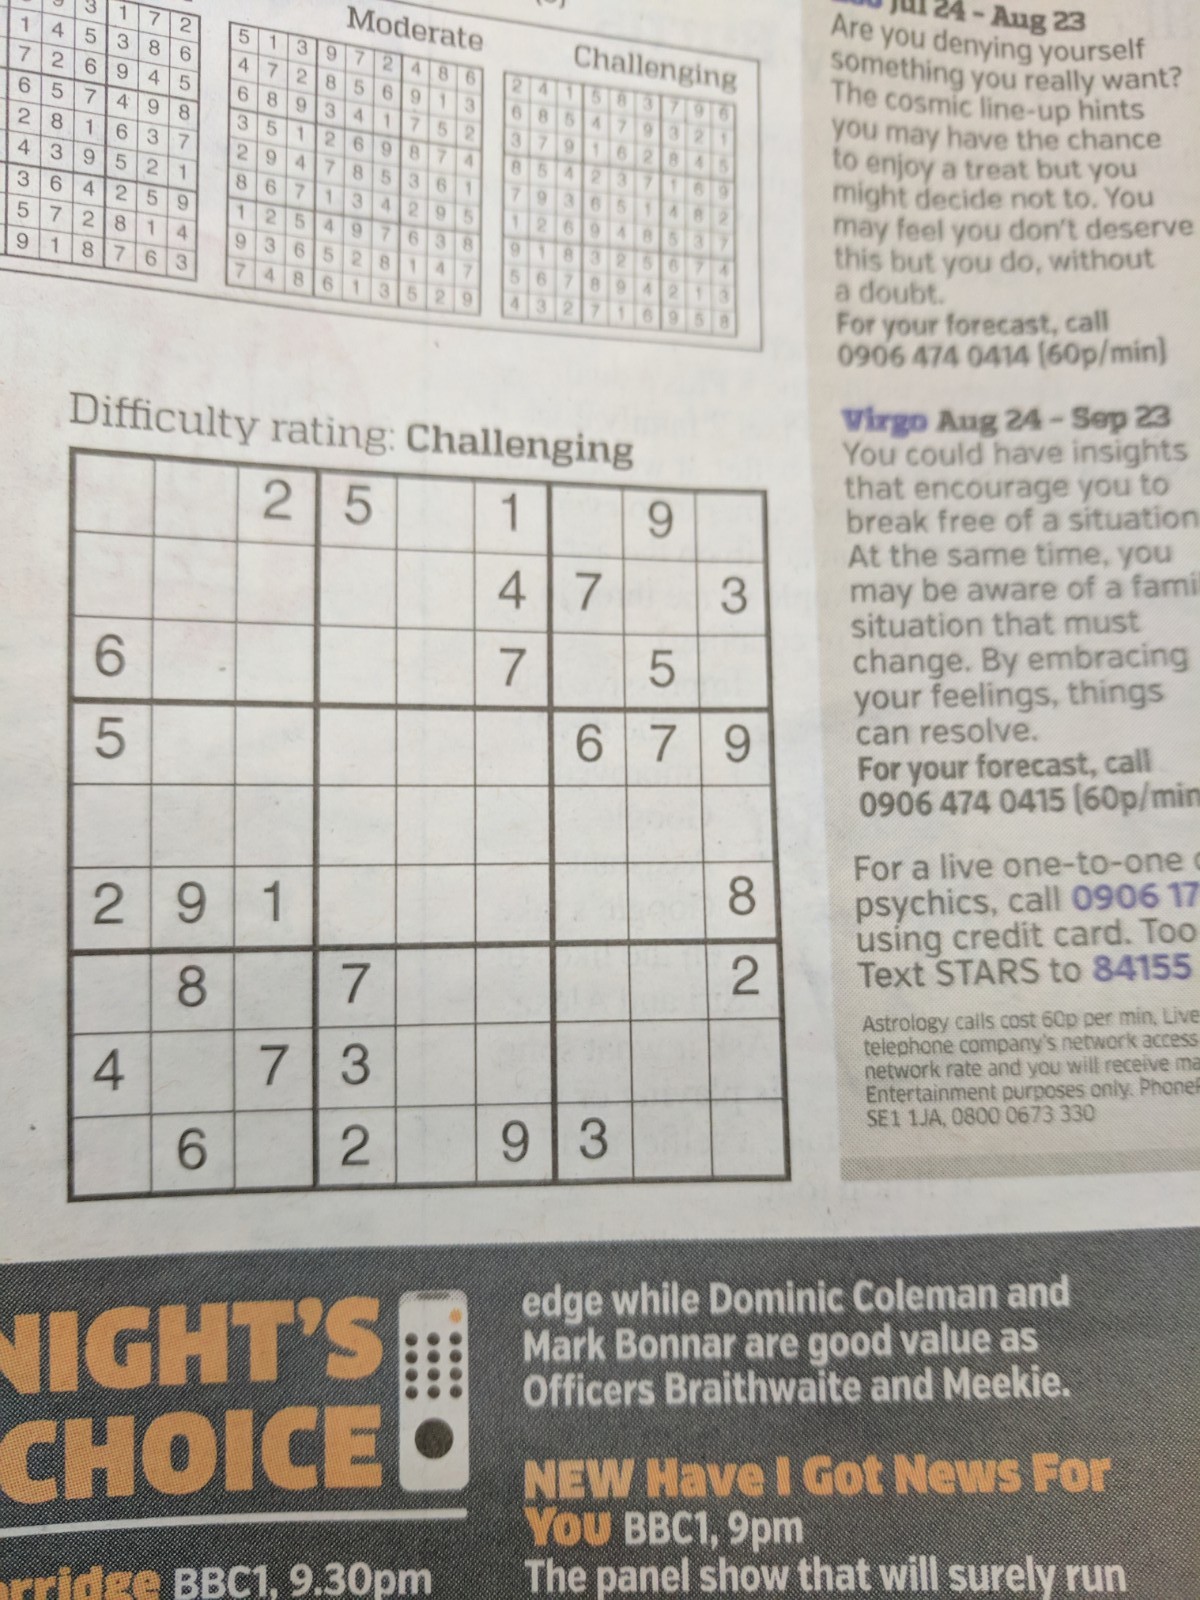 3 1 7 2
1 4 5 3 8 6
7 2 6 9 4 5
6 5 7 4 9 8
2 8 1 6 3 7
4 3 9 5 2 1
3 6 4 2 5 9
5 7 2 8 1 4
9 1 8 7 6 3
Moderate
5 1 3 9 7 2 4 8 6
4 7 2 8 5 6 9 1 3
6 8 9 3 4 1 7 5 2
3 5 1 2 6 9 8 7 4
2 9 4 7 8 5 3 6 1
8 6 7 1 3 4 2 9 5
1 2 5 4 9 7 6 3 8
9 3 6 5 2 8 1 4 7
7 4 8 6 1 3 5 2 9
Challenging
2 4 1 5 8 3 7 9 6
6 8 5 4 7 9 3 2 1
3 7 9 1 6 2 8 4 5
8 5 4 2 3 7 1 6 9
7 9 3 6 5 1 4 8 2
1 2 6 9 4 8 5 3 7
9 1 8 3 2 5 6 7 4
5 6 7 8 9 4 2 1 3
4 3 2 7 1 6 9 5 8
Difficulty rating: Challenging
2 5 1 9
4 7 3
6 7 5
5 6 7 9
2 9 1 8
8 7 2
4 7 3
6 2 9 3
Jul 24 - Aug 23
Are you denying yourself
something you really want?
The cosmic line-up hints
you may have the chance
to enjoy a treat but you
might decide not to. You
may feel you don't deserve
this but you do, without
a doubt.
For your forecast, call
0906 474 0414 (60p/min)
Virgo Aug 24 - Sep 23
You could have insights
that encourage you to
break free of a situation
At the same time, you
may be aware of a fami
situation that must
change. By embracing
your feelings, things
can resolve.
For your forecast, call
0906 474 0415 (60p/min
For a live one-to-one
psychics, call 0906 17
using credit card. Too
Text STARS to 84155
Astrology calls cost 60p per min, Live
telephone company's network access
network rate and you will receive ma
Entertainment purposes only. Phone
SE1 1JA, 0800 0673 330
NIGHT'S
CHOICE
rridge BBC1, 9.30pm
edge while Dominic Coleman and
Mark Bonnar are good value as
Officers Braithwaite and Meekie.
NEW Have I Got News For
You BBC1, 9pm
The panel show that will surely run